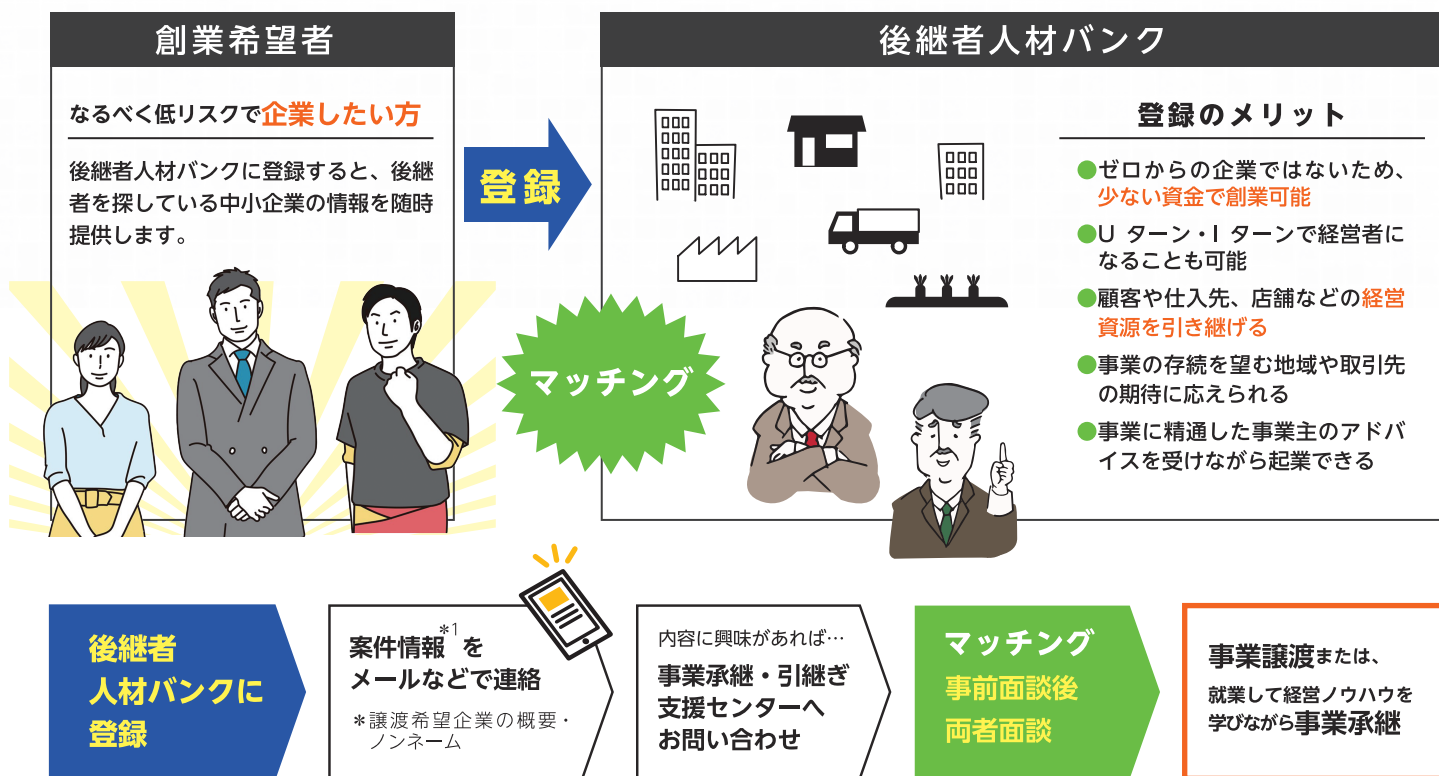 創業希望者
なるべく低リスクで企業したい方
後継者人材バンクに登録すると、後継
者を探している中小企業の情報を随時
提供します。
登録
マッチング
後継者人材バンク
登録のメリット
●ゼロからの企業ではないため、
少ない資金で創業可能
●U ターン・I ターンで経営者に
なることも可能
●顧客や仕入先、店舗などの経営
資源を引き継げる
●事業の存続を望む地域や取引先
の期待に応えられる
●事業に精通した事業主のアドバ
イスを受けながら起業できる
後継者
人材バンクに
登録
案件情報*1を
メールなどで連絡
*譲渡希望企業の概要・
ノンネーム
内容に興味があれば…
事業承継・引継ぎ
支援センターへ
お問い合わせ
マッチング
事前面談後
両者面談
事業譲渡または、
就業して経営ノウハウを
学びながら事業承継